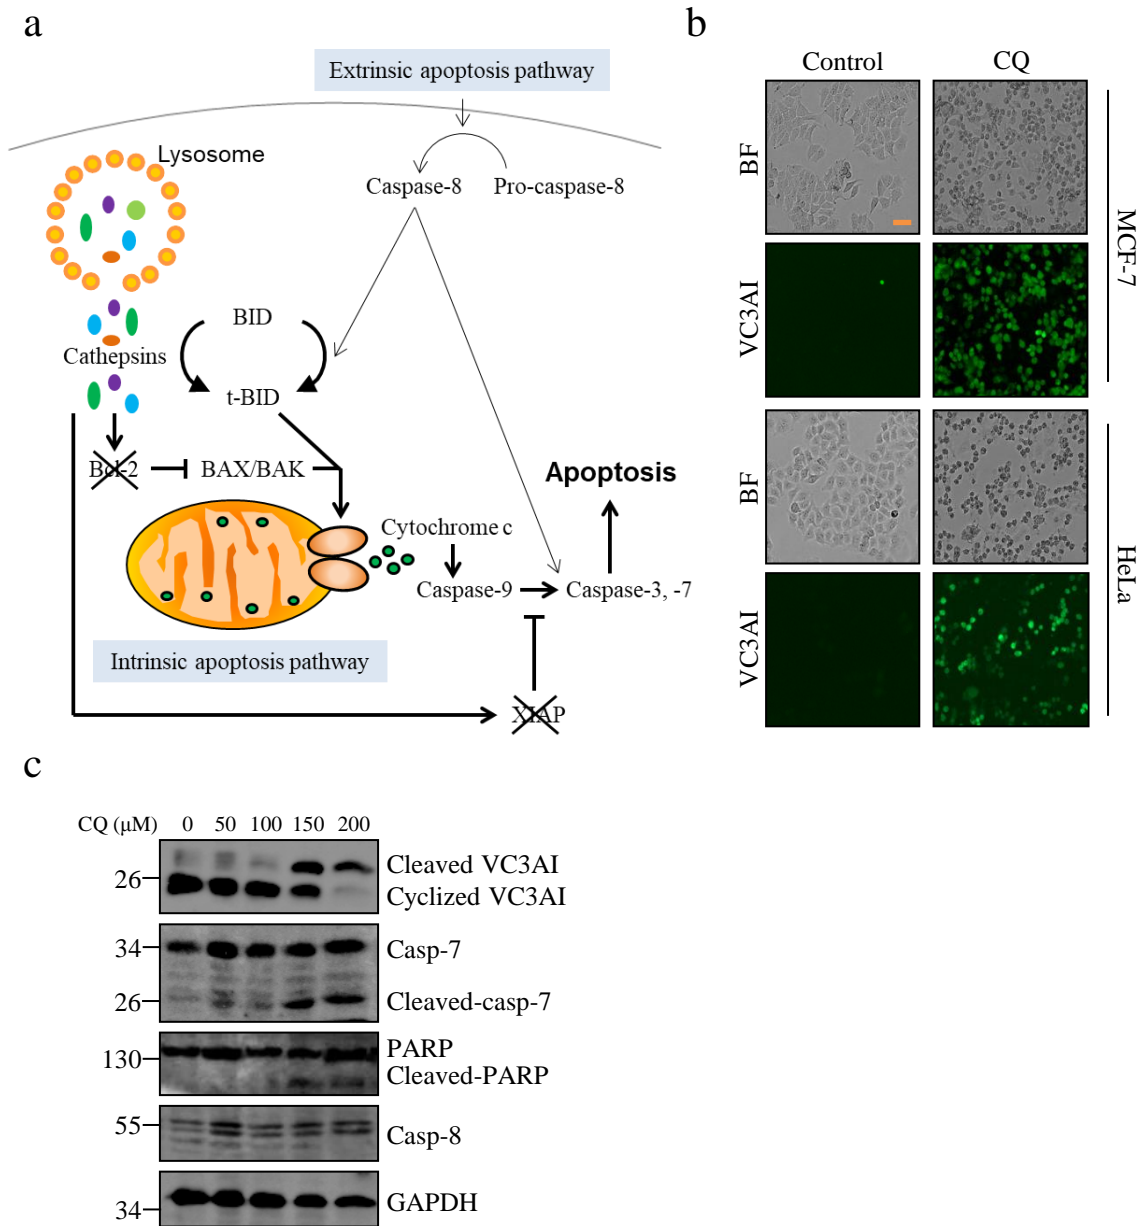 a
Extrinsic apoptosis pathway
Lysosome
Caspase-8
Pro-caspase-8
BID
Cathepsins
t-BID
Bcl-2
BAX/BAK
Apoptosis
Cytochrome c
Caspase-9
Caspase-3, -7
Intrinsic apoptosis pathway
XIAP
b
Control
CQ
BF
VC3AI
MCF-7
BF
VC3AI
HeLa
c
CQ (μM) 0 50 100 150 200
Cleaved VC3AI
26
Cyclized VC3AI
34
Casp-7
26
Cleaved-casp-7
PARP
130
Cleaved-PARP
55
Casp-8
GAPDH
34